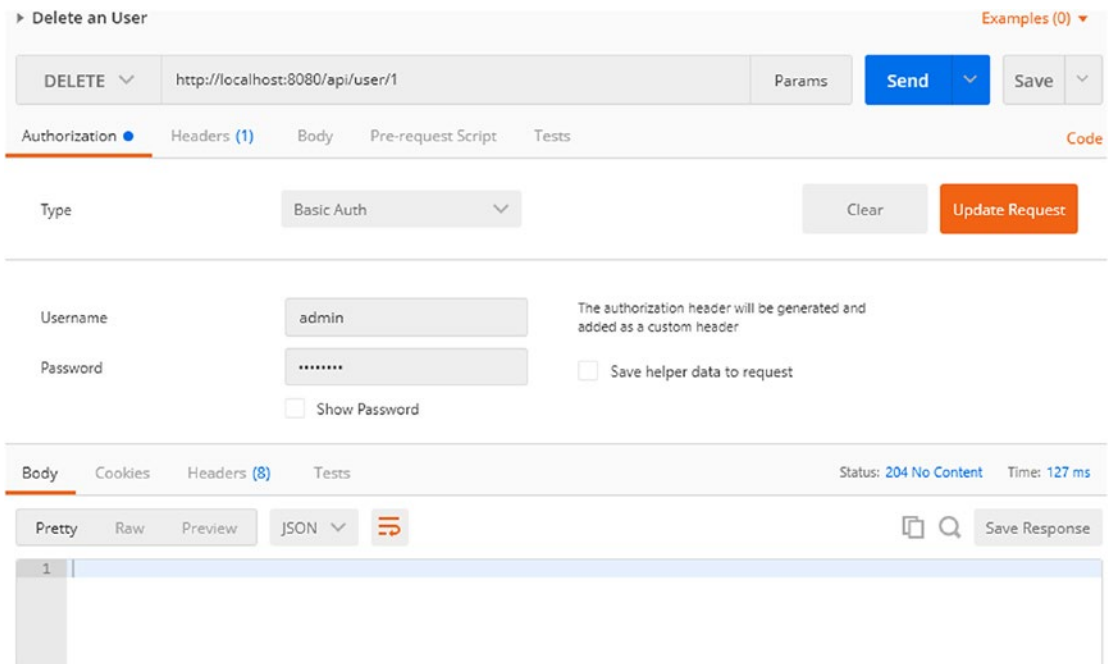 Delete an User Examples (0)
DELETE http://localhost:8080/api/user/1 Params Send Save
Authorization Headers (1) Body Pre-request Script Tests Code
Type Basic Auth Clear Update Request
Username admin The authorization header will be generated and
added as a custom header
Password •••••••• Save helper data to request
Show Password
Body Cookies Headers (8) Tests Status: 204 No Content Time: 127 ms
Pretty Raw Preview JSON Save Response
1